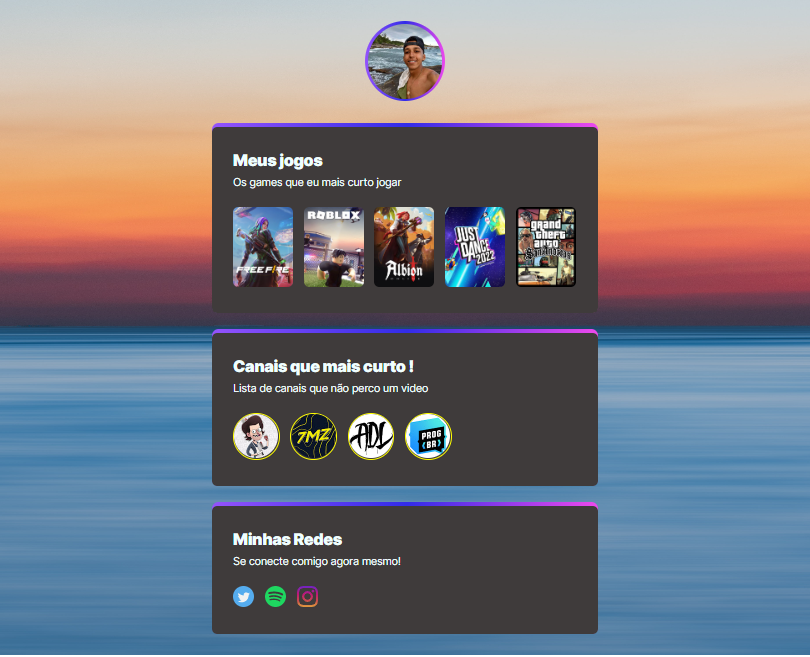 Meus jogos
Os games que eu mais curto jogar
FREE FIRE
ROBLOX
Albion
JUST DANCE 2022
grand
theft
auto
Canais que mais curto !
Lista de canais que não perco um video
7MZ
ADL
PROG
{BR}
Minhas Redes
Se conecte comigo agora mesmo!